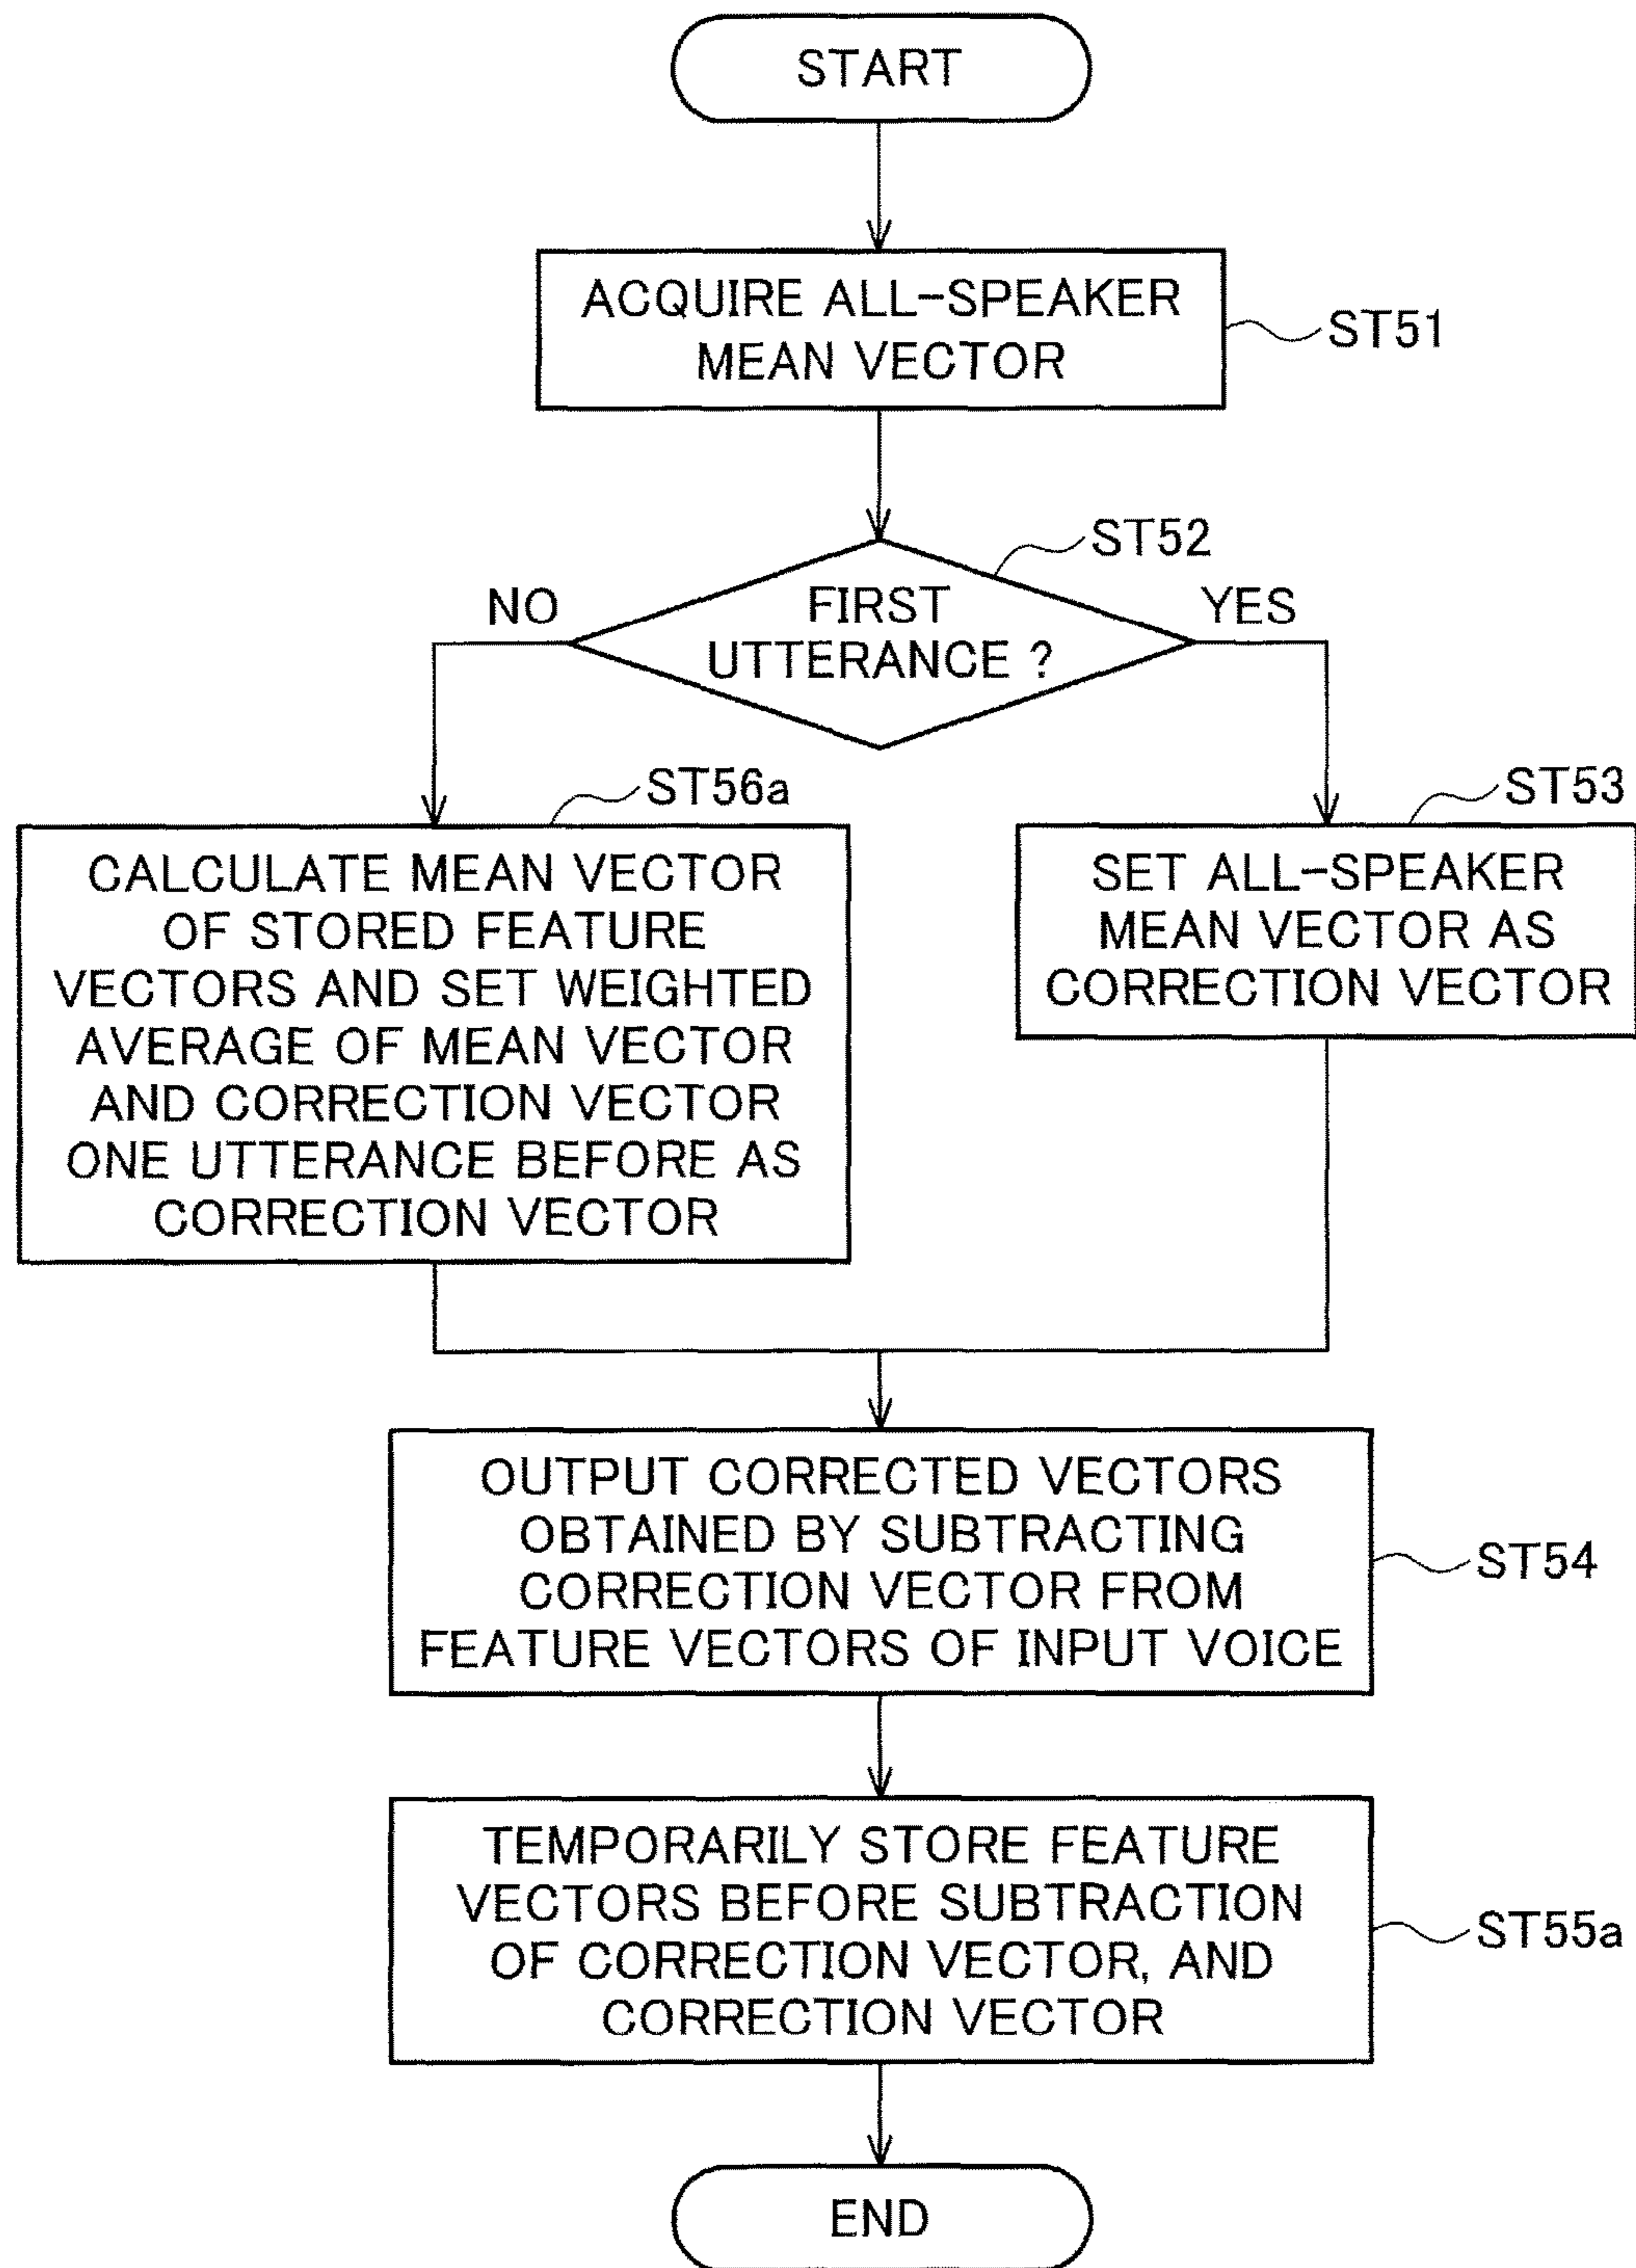 START
ACQUIRE ALL-SPEAKER
MEAN VECTOR
ST51
ST52
NO
FIRST
UTTERANCE ?
YES
ST56a
CALCULATE MEAN VECTOR
OF STORED FEATURE
VECTORS AND SET WEIGHTED
AVERAGE OF MEAN VECTOR
AND CORRECTION VECTOR
ONE UTTERANCE BEFORE AS
CORRECTION VECTOR
ST53
SET ALL-SPEAKER
MEAN VECTOR AS
CORRECTION VECTOR
OUTPUT CORRECTED VECTORS
OBTAINED BY SUBTRACTING
CORRECTION VECTOR FROM
FEATURE VECTORS OF INPUT VOICE
ST54
TEMPORARILY STORE FEATURE
VECTORS BEFORE SUBTRACTION
OF CORRECTION VECTOR, AND
CORRECTION VECTOR
ST55a
END